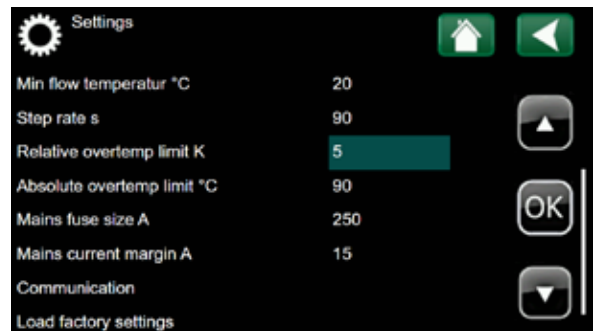 Settings
Min flow temperatur °C 20
Step rate s 90
Relative overtemp limit K 5
Absolute overtemp limit °C 90
OK
Mains fuse size A 250
Mains current margin A 15
Communication
Load factory settings